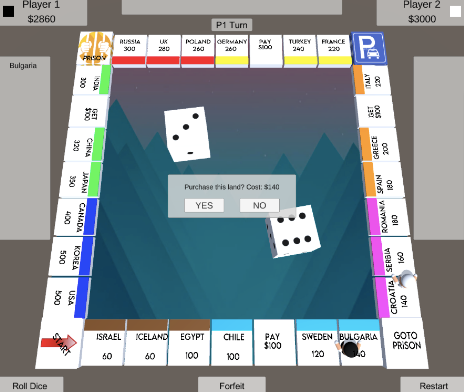 Player 1
$2860
Player 2
$3000
P1 Turn
Bulgaria
PRISON
RUSSIA
300
UK
280
POLAND
260
GERMANY
260
PAY
$100
TURKEY
240
FRANCE
220
P
INDIA
300
GET
$100
CHINA
320
JAPAN
350
CANADA
400
KOREA
500
USA
500
ITALY
220
GET
$100
GREECE
200
SPAIN
180
ROMANIA
180
SERBIA
160
CROATIA
140
Purchase this land? Cost: $140
YES
NO
START
ISRAEL
60
ICELAND
60
EGYPT
100
CHILE
100
PAY
$100
SWEDEN
120
BULGARIA
GOTO
PRISON
Roll Dice
Forfeit
Restart